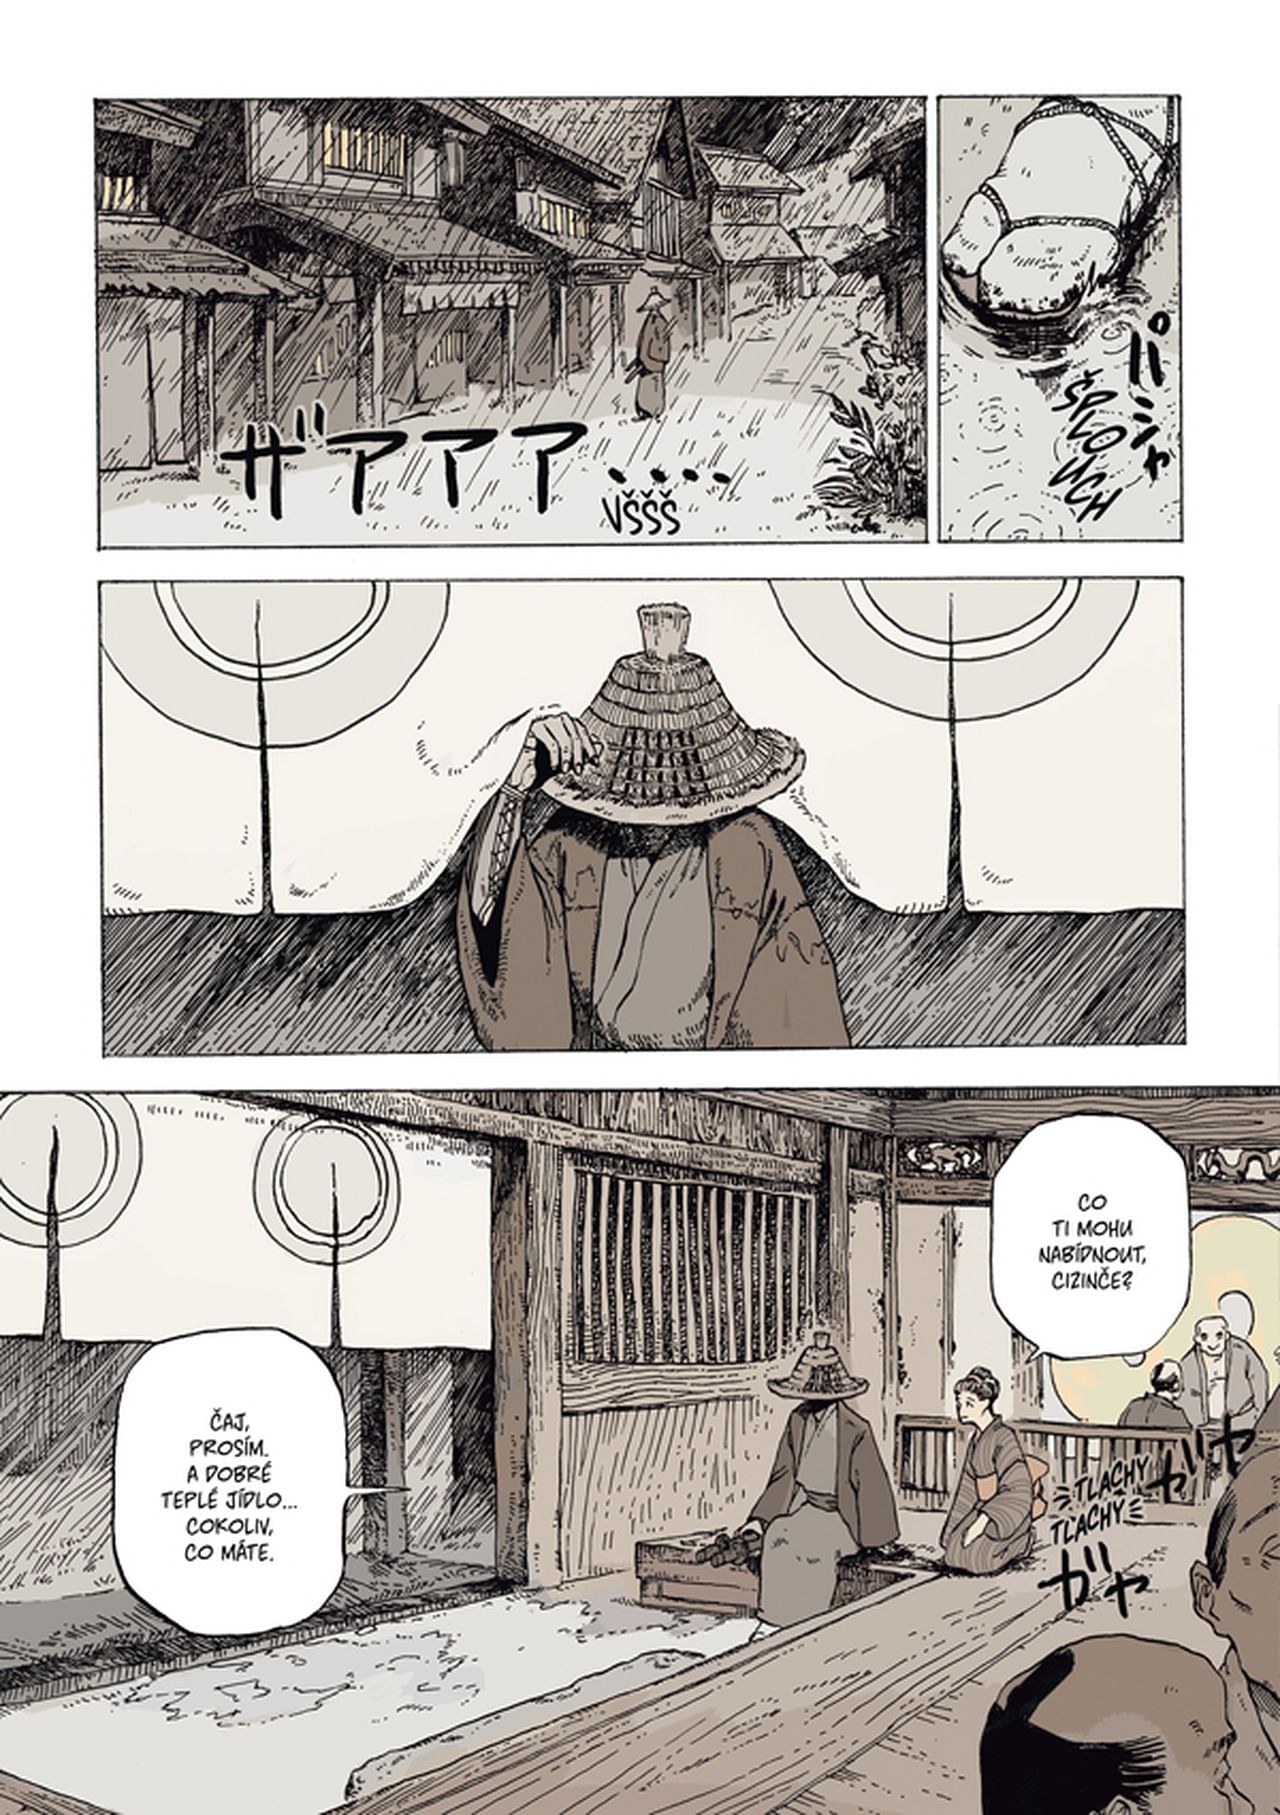 ザアアア....
VŠŠŠ
パシャ
ŠPLOUCH
CO
TI MOHU
NABÍDNOUT,
CIZINČE?
ČAJ,
PROSÍM.
A DOBRÉ
TEPLÉ JÍDLO...
COKOLIV,
CO MÁTE.
TLACHY
TLACHY
ガヤ
ガヤ